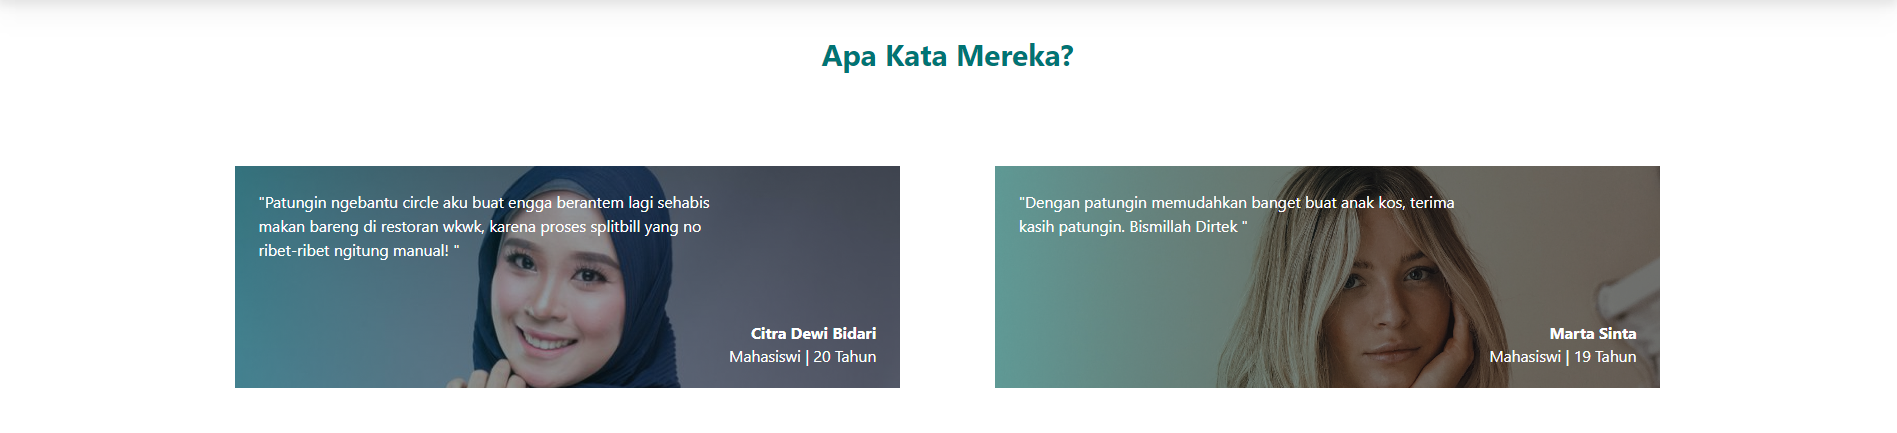 Apa Kata Mereka?
"Patungin ngebantu circle aku buat engga berantem lagi sehabis
makan bareng di restoran wkwk, karena proses splitbill yang no
ribet-ribet ngitung manual! "
Citra Dewi Bidari
Mahasiswi | 20 Tahun
"Dengan patungin memudahkan banget buat anak kos, terima
kasih patungin. Bismillah Dirtek "
Marta Sinta
Mahasiswi | 19 Tahun